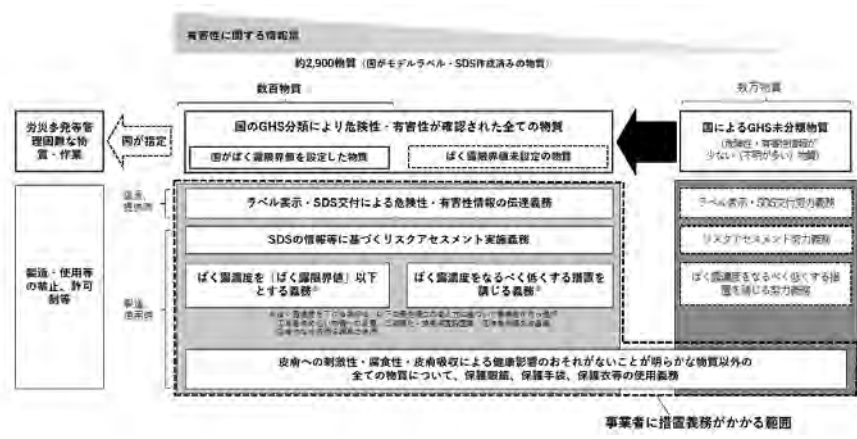 有害性に関する情報量
約2,900物質（国がモデルラベル・SDS作成済みの物質）
数百物質
数万物質
労災多発等管
理困難な物
質・作業
国が指定
国のGHS分類により危険性・有害性が確認された全ての物質
国がばく露限界値を設定した物質
ばく露限界値未設定の物質
国によるGHS未分類物質
（危険性・有害性情報が
少ない（不明が多い）物質）
製造・使用等
の禁止、許可
制等
ラベル表示・SDS交付による危険性・有害性情報の伝達義務
SDSの情報等に基づくリスクアセスメント実施義務
ばく露濃度を（ばく露限界値）以下
とする義務
ばく露濃度をなるべく低くする措置を
講じる義務
皮膚への刺激性・腐食性・皮膚吸収による健康影響のおそれがないことが明らかな物質以外の
全ての物質について、保護眼鏡、保護手袋、保護衣等の使用義務
ラベル表示・SDS交付努力義務
リスクアセスメント努力義務
ばく露濃度をなるべく低くする措
置を講じる努力義務
事業者に措置義務がかかる範囲